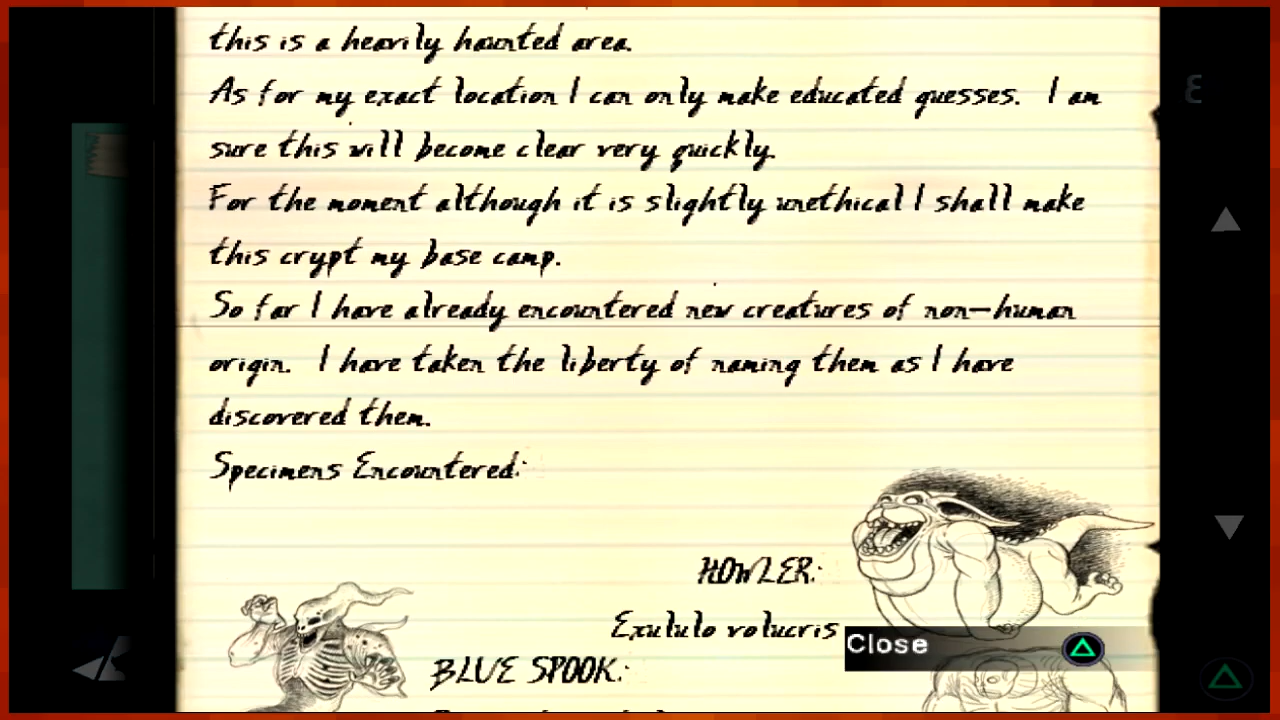 this is a heavily haunted area.
As for my exact location I can only make educated guesses. I am
sure this will become clear very quickly.
For the moment although it is slightly unethical I shall make
this crypt my base camp.
So far I have already encountered new creatures of non-human
origin. I have taken the liberty of naming them as I have
discovered them.
Specimens Encountered:
HOWLER:
Exululo volucris
Close
BLUE SPOOK: